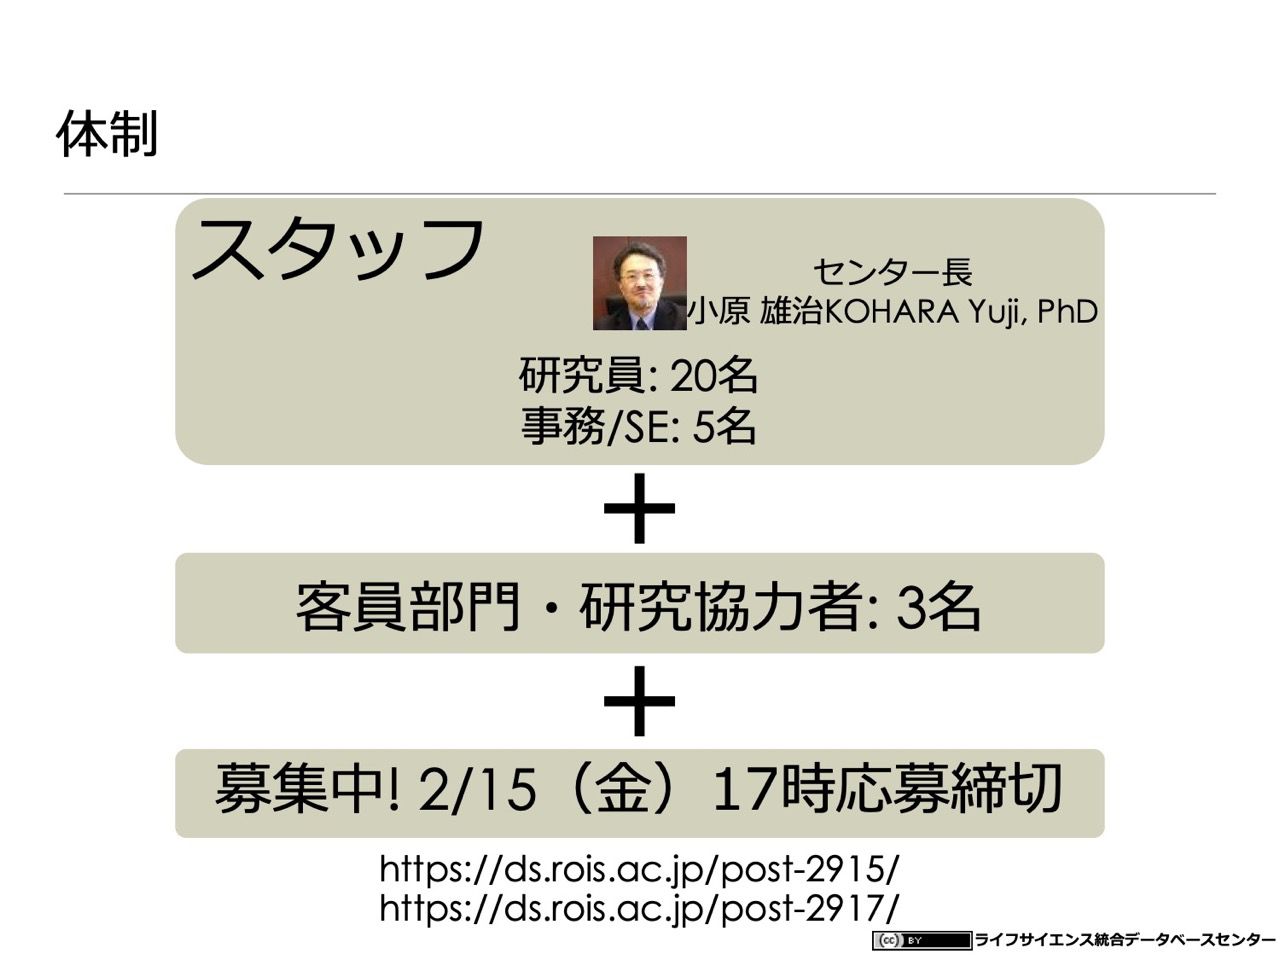 体制
スタッフ
センター長
小原 雄治KOHARA Yuji, PhD
研究員: 20名
事務/SE: 5名
+
客員部門・研究協力者: 3名
+
募集中! 2/15（金）17時応募締切
https://ds.rois.ac.jp/post-2915/
https://ds.rois.ac.jp/post-2917/
cc BY ライフサイエンス統合データベースセンター